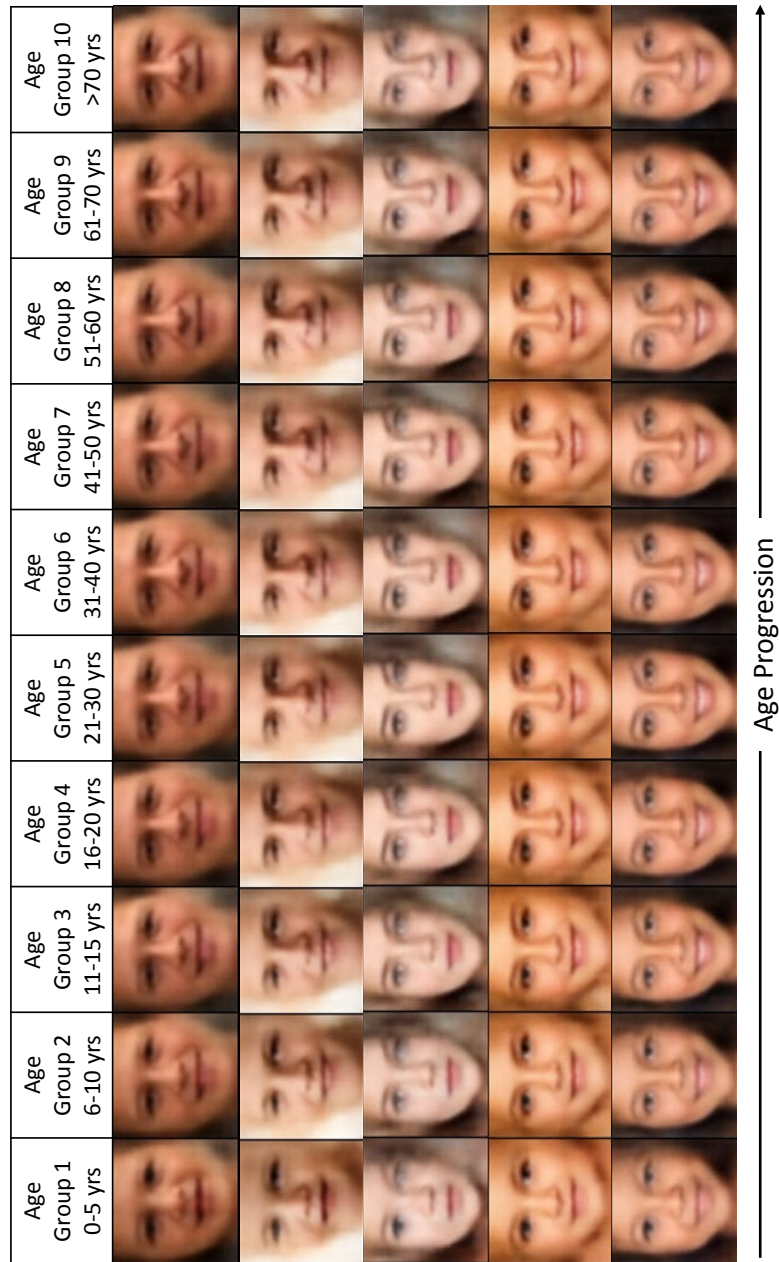 Age
Group 1
0-5 yrs
Age
Group 2
6-10 yrs
Age
Group 3
11-15 yrs
Age
Group 4
16-20 yrs
Age
Group 5
21-30 yrs
Age
Group 6
31-40 yrs
Age
Group 7
41-50 yrs
Age
Group 8
51-60 yrs
Age
Group 9
61-70 yrs
Age
Group 10
>70 yrs
Age Progression